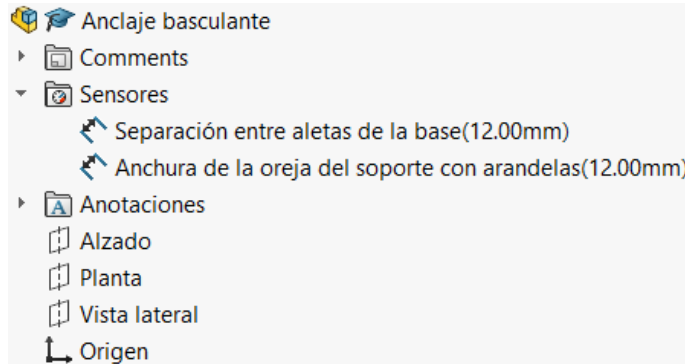 Anclaje basculante
Comments
Sensores
Separación entre aletas de la base(12.00mm)
Anchura de la oreja del soporte con arandelas(12.00mm)
A Anotaciones
Alzado
Planta
Vista lateral
Origen